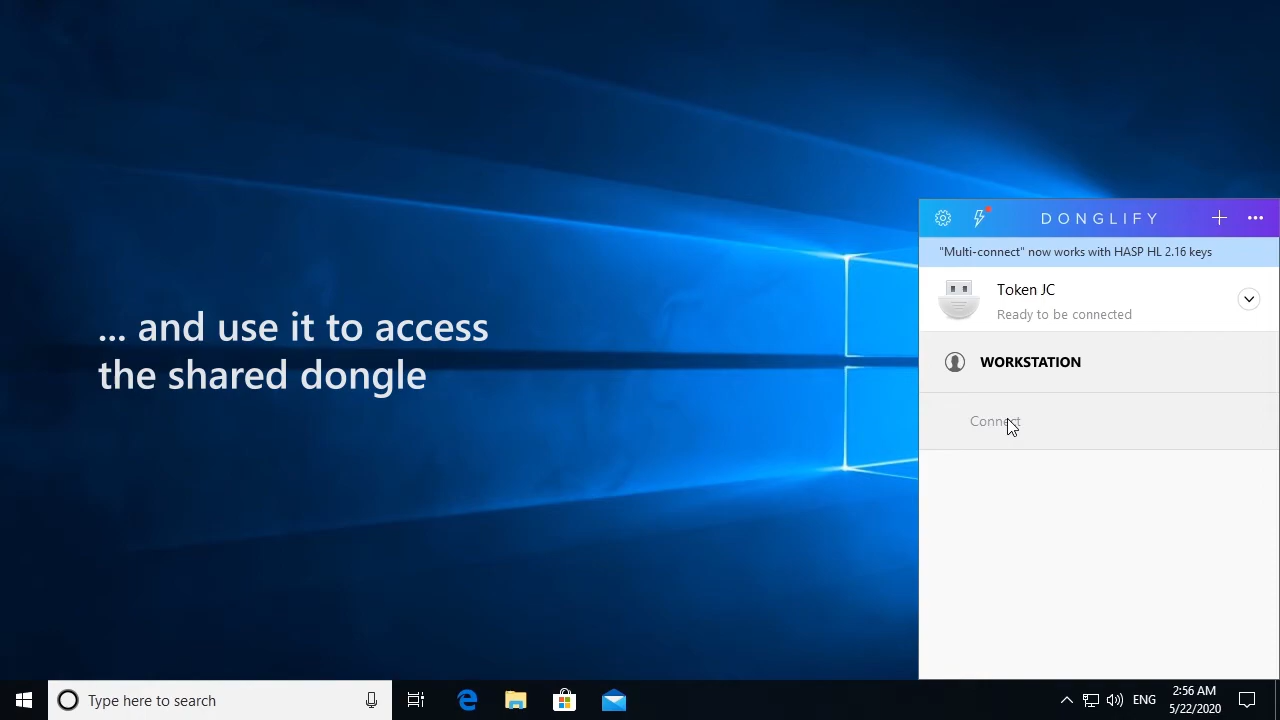 DONGLIFY
"Multi-connect" now works with HASP HL 2.16 keys
Token JC
Ready to be connected
WORKSTATION
Connect
... and use it to access
the shared dongle
Type here to search
ENG
2:56 AM
5/22/2020